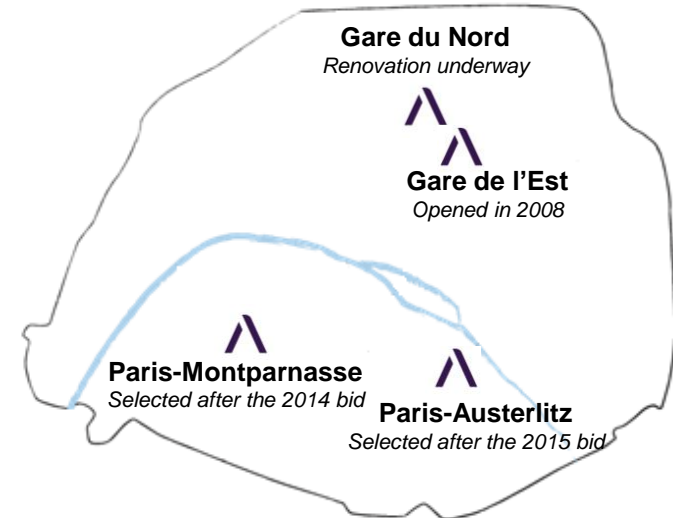 Gare du Nord
Renovation underway
Gare de l’Est
Opened in 2008
Paris-Montparnasse
Selected after the 2014 bid
Paris-Austerlitz
Selected after the 2015 bid